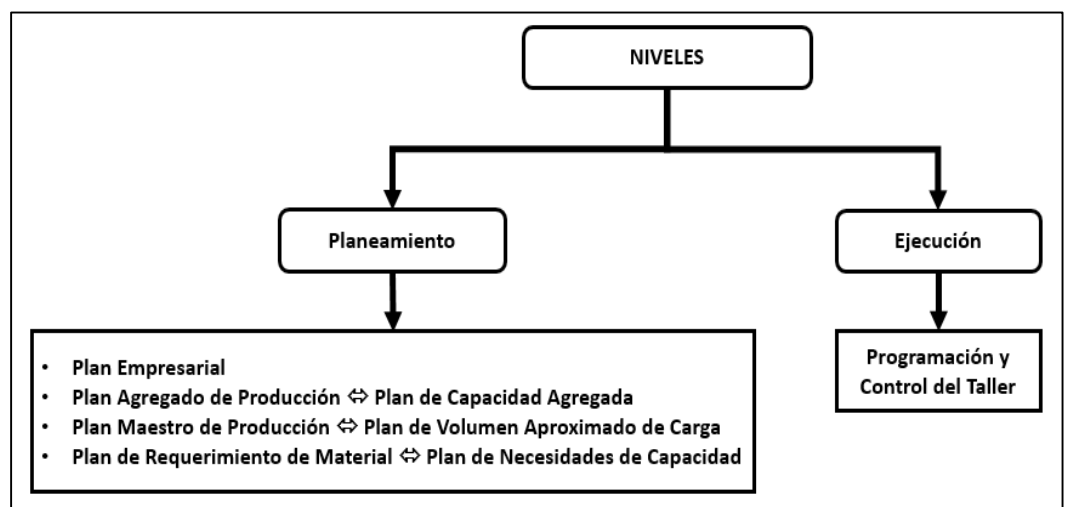 NIVELES
Planeamiento
Ejecución
• Plan Empresarial
• Plan Agregado de Producción ⇔ Plan de Capacidad Agregada
• Plan Maestro de Producción ⇔ Plan de Volumen Aproximado de Carga
• Plan de Requerimiento de Material ⇔ Plan de Necesidades de Capacidad
Programación y
Control del Taller